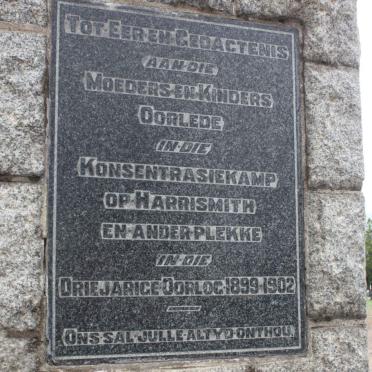 TOT EER EN GEDACTENIS
AAN DIE
MOEDERS EN KINDERS
OORLEDE
IN DIE
KONSENTRASIEKAMP
OP HARRISMITH
EN ANDER PLEKKE
IN DIE
DRIEJARIGE OORLOG 1899-1902
ONS SAL JULLE ALTYD ONTHOU.